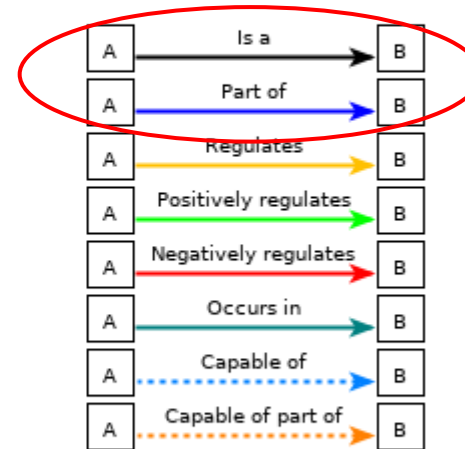 A Is a B
A Part of B
A Regulates B
A Positively regulates B
A Negatively regulates B
A Occurs in B
A Capable of B
A Capable of part of B